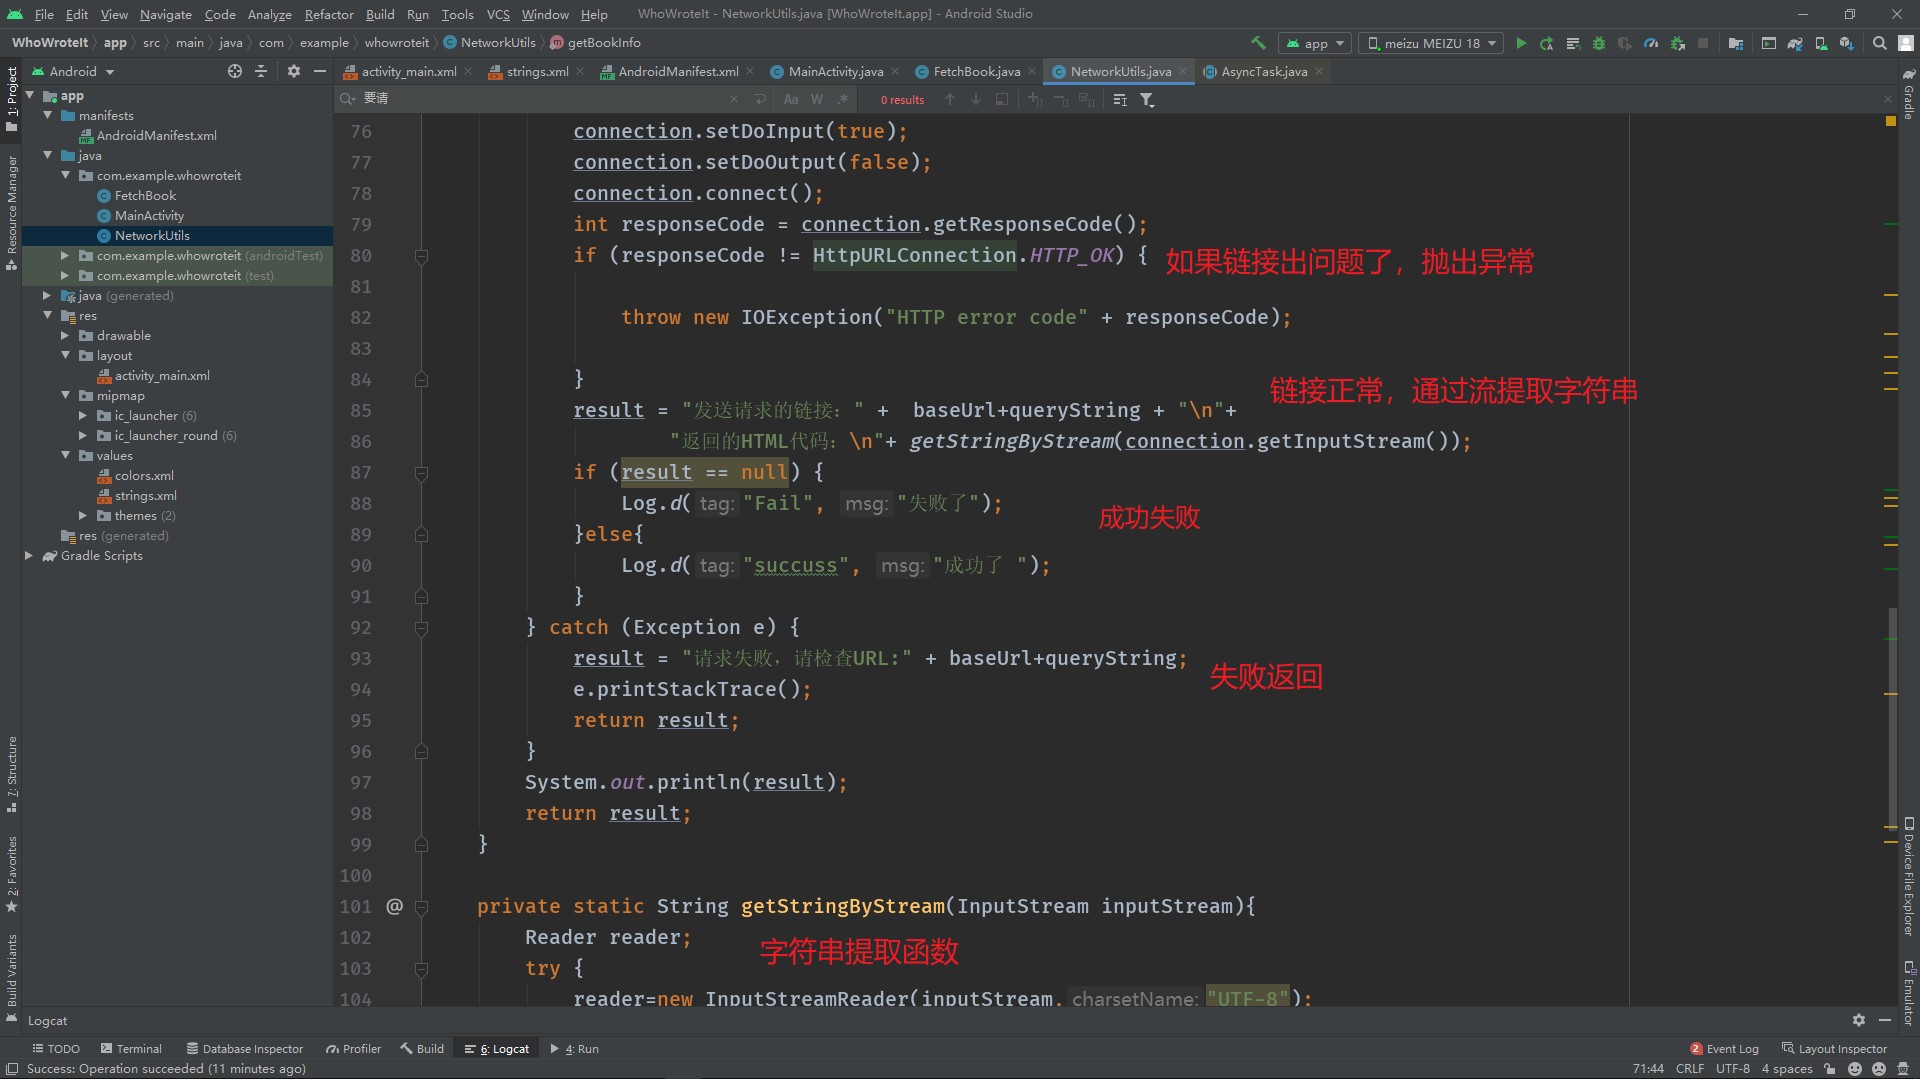 File Edit View Navigate Code Analyze Refactor Build Run Tools VCS Window Help WhoWroteIt - NetworkUtils.java [WhoWroteIt.app] - Android Studio
WhoWroteIt app src main java com example whowroteit NetworkUtils getBookInfo app meizu MEIZU 18
Android
activity_main.xml strings.xml AndroidManifest.xml MainActivity.java FetchBook.java NetworkUtils.java AsyncTask.java
要请 Aa W .* 0 results
1: Project
Resource Manager
7: Structure
2: Favorites
Build Variants
app
manifests
AndroidManifest.xml
java
com.example.whowroteit
FetchBook
MainActivity
NetworkUtils
com.example.whowroteit (androidTest)
com.example.whowroteit (test)
java (generated)
res
drawable
layout
activity_main.xml
mipmap
ic_launcher (6)
ic_launcher_round (6)
values
colors.xml
strings.xml
themes (2)
res (generated)
Gradle Scripts
76 connection.setDoInput(true);
77 connection.setDoOutput(false);
78 connection.connect();
79 int responseCode = connection.getResponseCode();
80 if (responseCode != HttpURLConnection.HTTP_OK) { 如果链接出问题了，抛出异常
81
82 throw new IOException("HTTP error code" + responseCode);
83
84 }
链接正常，通过流提取字符串
85 result = "发送请求的链接：" + baseUrl+queryString + "\n"+
86 "返回的HTML代码：\n"+ getStringByStream(connection.getInputStream());
87 if (result == null) {
88 Log.d( tag: "Fail", msg: "失败了");
成功失败
89 }else{
90 Log.d( tag: "succuss", msg: "成功了 ");
91 }
92 } catch (Exception e) {
93 result = "请求失败，请检查URL:" + baseUrl+queryString;
失败返回
94 e.printStackTrace();
95 return result;
96 }
97 System.out.println(result);
98 return result;
99 }
100
101 @ private static String getStringByStream(InputStream inputStream){
102 Reader reader;
字符串提取函数
103 try {
104 reader=new InputStreamReader(inputStream, charsetName: "UTF-8");
Gradle
Device File Explorer
Emulator
Logcat
TODO Terminal Database Inspector Profiler Build 6: Logcat 4: Run 2 Event Log Layout Inspector
Success: Operation succeeded (11 minutes ago) 71:44 CRLF UTF-8 4 spaces